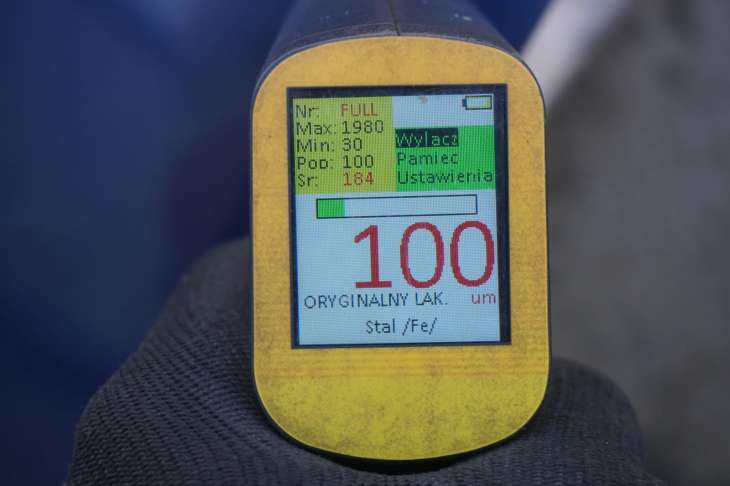 Nr: FULL
Max: 1980
Min: 30
Pop: 100
Sr: 184
Wylacz
Pamiec
Ustawienia
100
ORYGINALNY LAK. um
Stal /Fe/